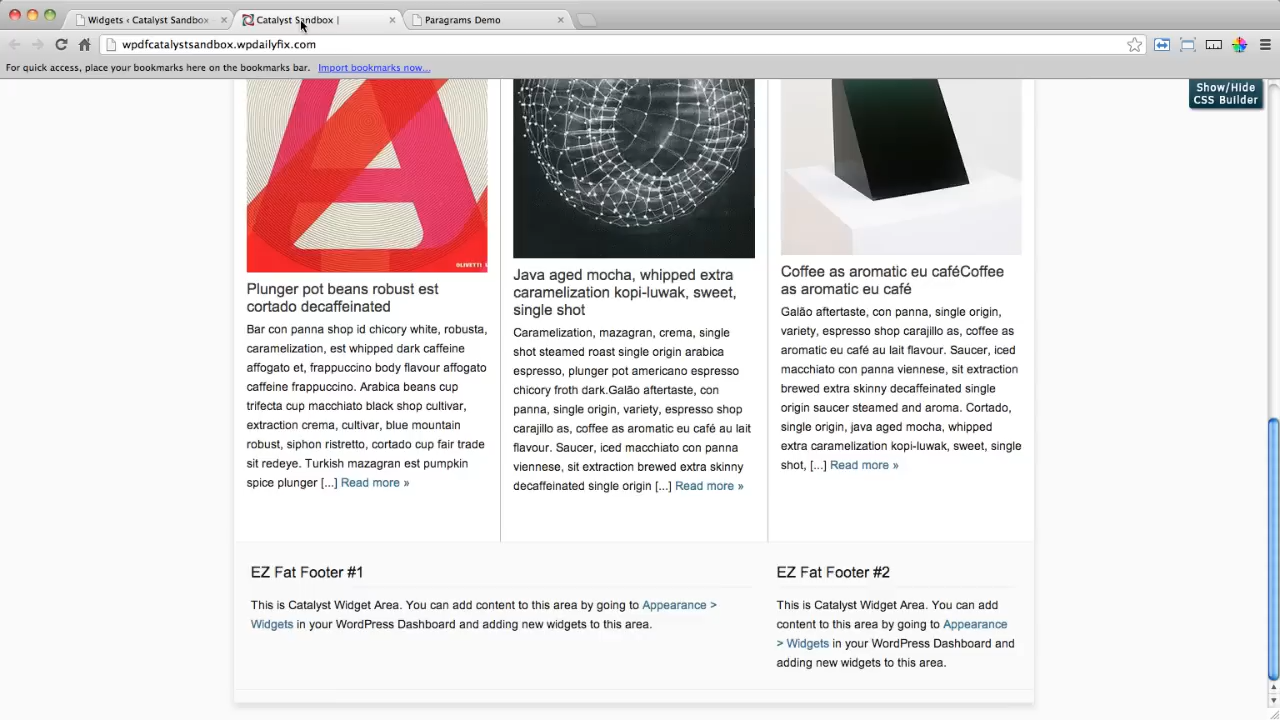 Widgets ‹ Catalyst Sandbox
Catalyst Sandbox |
Paragrams Demo
wpdfcatalystsandbox.wpdailyfix.com
For quick access, place your bookmarks here on the bookmarks bar. Import bookmarks now...
Show/Hide
CSS Builder
OLIVETTI
Plunger pot beans robust est
cortado decaffeinated
Bar con panna shop id chicory white, robusta,
caramelization, est whipped dark caffeine
affogato et, frappuccino body flavour affogato
caffeine frappuccino. Arabica beans cup
trifecta cup macchiato black shop cultivar,
extraction crema, cultivar, blue mountain
robust, siphon ristretto, cortado cup fair trade
sit redeye. Turkish mazagran est pumpkin
spice plunger [...] Read more »
Java aged mocha, whipped extra
caramelization kopi-luwak, sweet,
single shot
Caramelization, mazagran, crema, single
shot steamed roast single origin arabica
espresso, plunger pot americano espresso
chicory froth dark.Galão aftertaste, con
panna, single origin, variety, espresso shop
carajillo as, coffee as aromatic eu café au lait
flavour. Saucer, iced macchiato con panna
viennese, sit extraction brewed extra skinny
decaffeinated single origin [...] Read more »
Coffee as aromatic eu caféCoffee
as aromatic eu café
Galão aftertaste, con panna, single origin,
variety, espresso shop carajillo as, coffee as
aromatic eu café au lait flavour. Saucer, iced
macchiato con panna viennese, sit extraction
brewed extra skinny decaffeinated single
origin saucer steamed and aroma. Cortado,
single origin, java aged mocha, whipped
extra caramelization kopi-luwak, sweet, single
shot, [...] Read more »
EZ Fat Footer #1
This is Catalyst Widget Area. You can add content to this area by going to Appearance >
Widgets in your WordPress Dashboard and adding new widgets to this area.
EZ Fat Footer #2
This is Catalyst Widget Area. You can add
content to this area by going to Appearance
> Widgets in your WordPress Dashboard and
adding new widgets to this area.